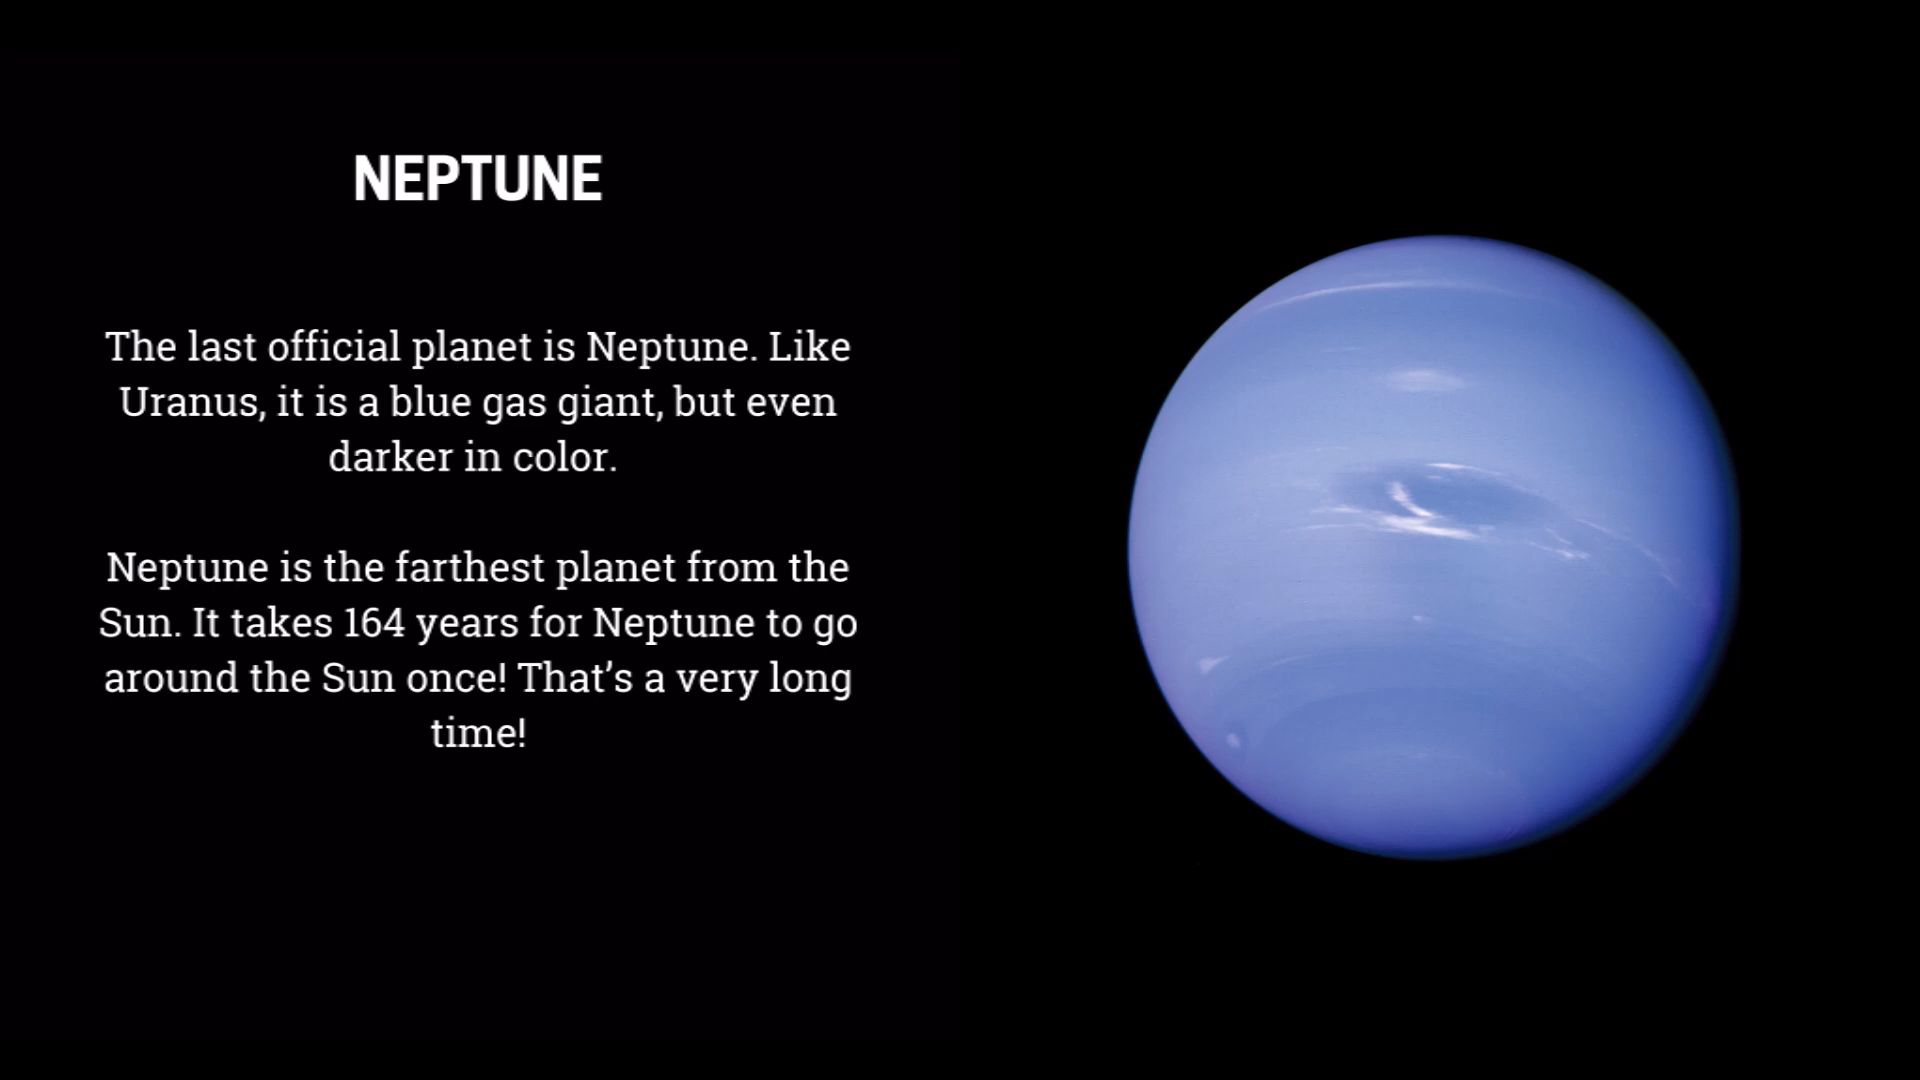 NEPTUNE
The last official planet is Neptune. Like
Uranus, it is a blue gas giant, but even
darker in color.
Neptune is the farthest planet from the
Sun. It takes 164 years for Neptune to go
around the Sun once! That’s a very long
time!